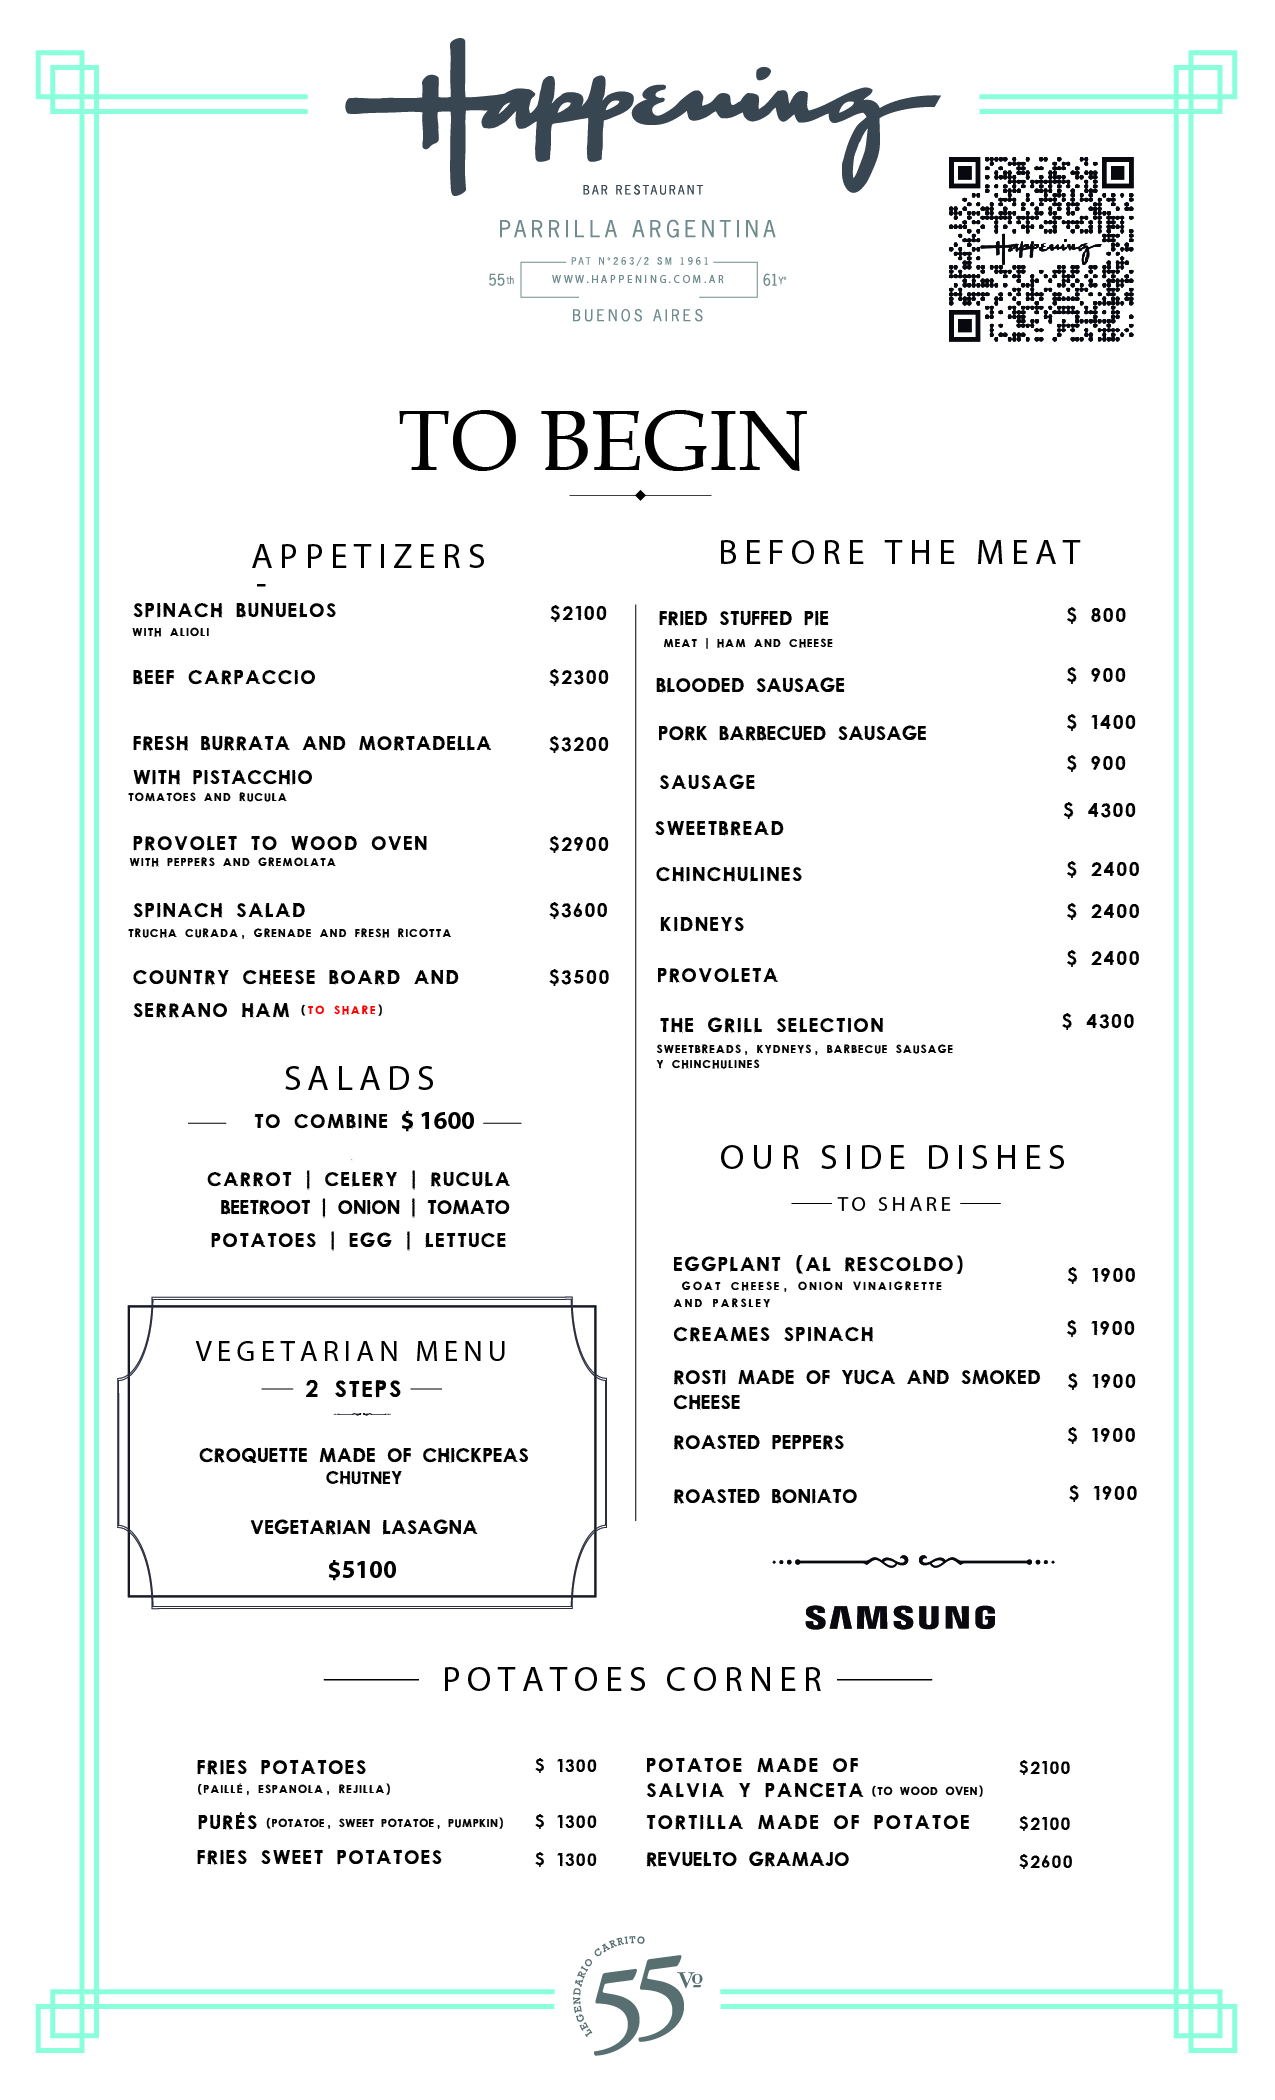 Happening
BAR RESTAURANT
PARRILLA ARGENTINA
PAT N°263/2 SM 1961
55th WWW.HAPPENING.COM.AR 61Yº
BUENOS AIRES
Happening
TO BEGIN
APPETIZERS
-
SPINACH BUNUELOS $2100
WITH ALIOLI
BEEF CARPACCIO $2300
FRESH BURRATA AND MORTADELLA $3200
WITH PISTACCHIO
TOMATOES AND RUCULA
PROVOLET TO WOOD OVEN $2900
WITH PEPPERS AND GREMOLATA
SPINACH SALAD $3600
TRUCHA CURADA, GRENADE AND FRESH RICOTTA
COUNTRY CHEESE BOARD AND $3500
SERRANO HAM (TO SHARE)
SALADS
TO COMBINE $ 1600
CARROT | CELERY | RUCULA
BEETROOT | ONION | TOMATO
POTATOES | EGG | LETTUCE
VEGETARIAN MENU
2 STEPS
CROQUETTE MADE OF CHICKPEAS
CHUTNEY
VEGETARIAN LASAGNA
$5100
BEFORE THE MEAT
FRIED STUFFED PIE $ 800
MEAT | HAM AND CHEESE
BLOODED SAUSAGE $ 900
PORK BARBECUED SAUSAGE $ 1400
SAUSAGE $ 900
SWEETBREAD $ 4300
CHINCHULINES $ 2400
KIDNEYS $ 2400
PROVOLETA $ 2400
THE GRILL SELECTION $ 4300
SWEETBREADS, KYDNEYS, BARBECUE SAUSAGE
Y CHINCHULINES
OUR SIDE DISHES
TO SHARE
EGGPLANT (AL RESCOLDO) $ 1900
GOAT CHEESE, ONION VINAIGRETTE
AND PARSLEY
CREAMES SPINACH $ 1900
ROSTI MADE OF YUCA AND SMOKED $ 1900
CHEESE
ROASTED PEPPERS $ 1900
ROASTED BONIATO $ 1900
SAMSUNG
POTATOES CORNER
FRIES POTATOES $ 1300
(PAILLÉ, ESPANOLA, REJILLA)
PURÉS (POTATOE, SWEET POTATOE, PUMPKIN) $ 1300
FRIES SWEET POTATOES $ 1300
POTATOE MADE OF $2100
SALVIA Y PANCETA (TO WOOD OVEN)
TORTILLA MADE OF POTATOE $2100
REVUELTO GRAMAJO $2600
LEGENDARIO CARRITO
55 Vº